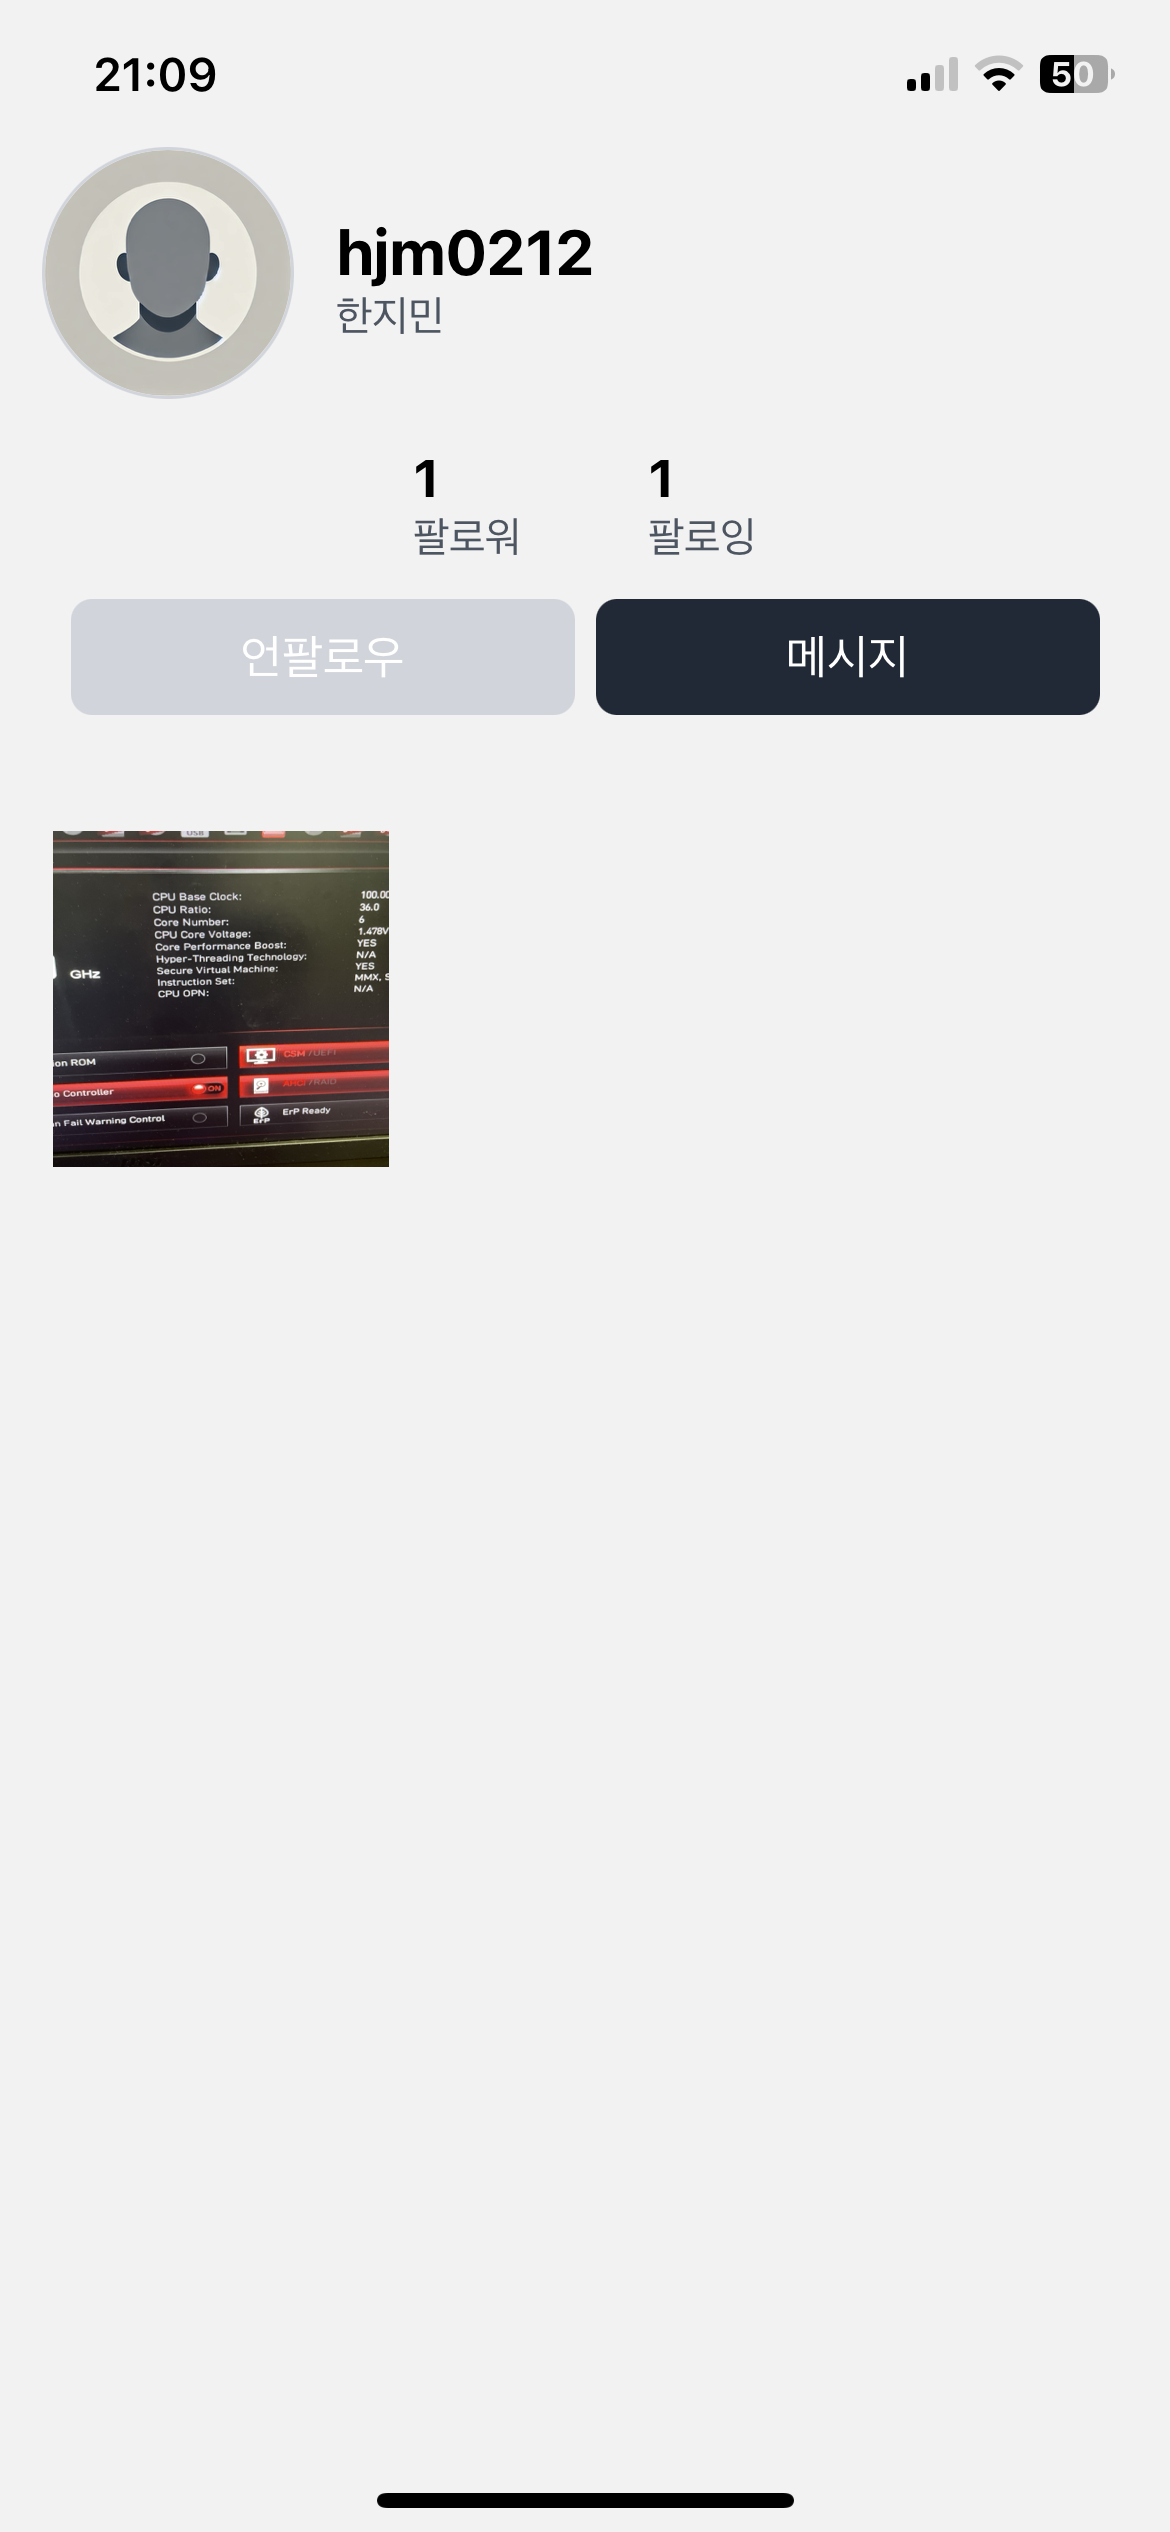 21:09
50
hjm0212
한지민
1
팔로워
1
팔로잉
언팔로우
메시지
USB
CPU Base Clock: 100.00
CPU Ratio: 36.0
Core Number: 6
CPU Core Voltage: 1.478V
Core Performance Boost: YES
Hyper-Threading Technology: N/A
Secure Virtual Machine: YES
Instruction Set: MMX, S
CPU OPN: N/A
GHz
on ROM
CSM /UEFI
o Controller ON
AHCI /RAID
n Fail Warning Control
ErP
ErP Ready